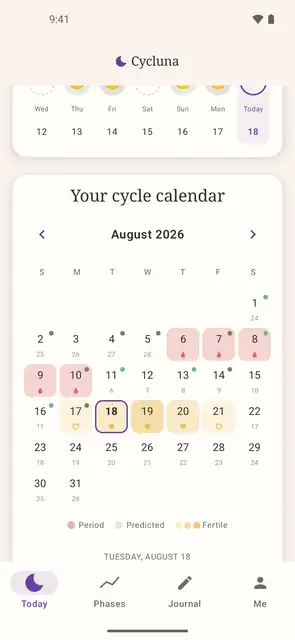 9:41
Cycluna
Wed Thu Fri Sat Sun Mon Today
12 13 14 15 16 17 18
Your cycle calendar
August 2026
S M T W T F S
1
24
2 3 4 5 6 7 8
25 26 27 28
9 10 11 12 13 14 15
6 7 8 9 10
16 17 18 19 20 21 22
11 17
23 24 25 26 27 28 29
18 19 20 21 22 23 24
30 31
25 26
Period Predicted Fertile
TUESDAY, AUGUST 18
Today Phases Journal Me